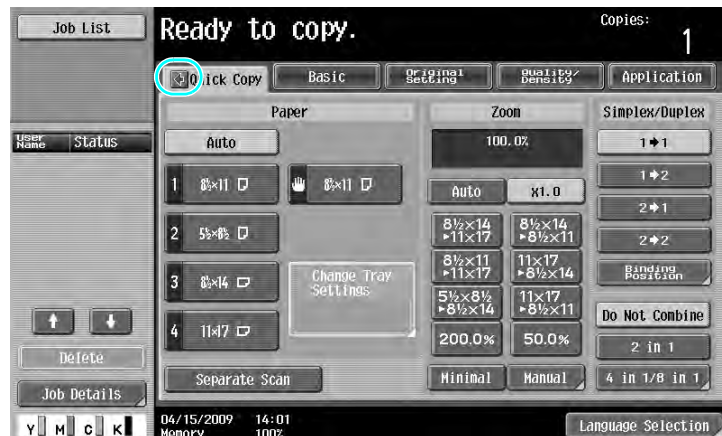 Job List
Ready to copy.
Copies:
1
Quick Copy
Basic
Original Setting
Quality/ Density
Application
User Name
Status
Paper
Zoom
Simplex/Duplex
Auto
100.0%
1 8½×11
8½×11
2 5½×8½
3 8½×14
4 11×17
Change Tray
Settings
Separate Scan
Auto
X1.0
8½×14
▸11×17
8½×14
▸8½×11
8½×11
▸11×17
11×17
▸8½×14
5½×8½
▸8½×14
11×17
▸8½×11
200.0%
50.0%
Minimal
Manual
1➧1
1➧2
2➧1
2➧2
Binding
Position
Do Not Combine
2 in 1
4 in 1/8 in 1
Delete
Job Details
Y M C K
04/15/2009 14:01
Memory 100%
Language Selection